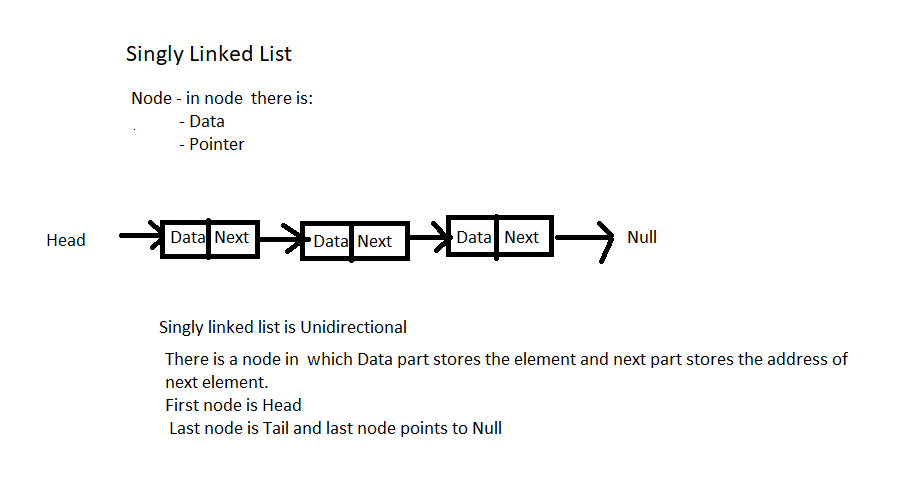 Singly Linked List
Node - in node there is:
- Data
- Pointer
Head Data Next Data Next Data Next Null
Singly linked list is Unidirectional
There is a node in which Data part stores the element and next part stores the address of
next element.
First node is Head
Last node is Tail and last node points to Null